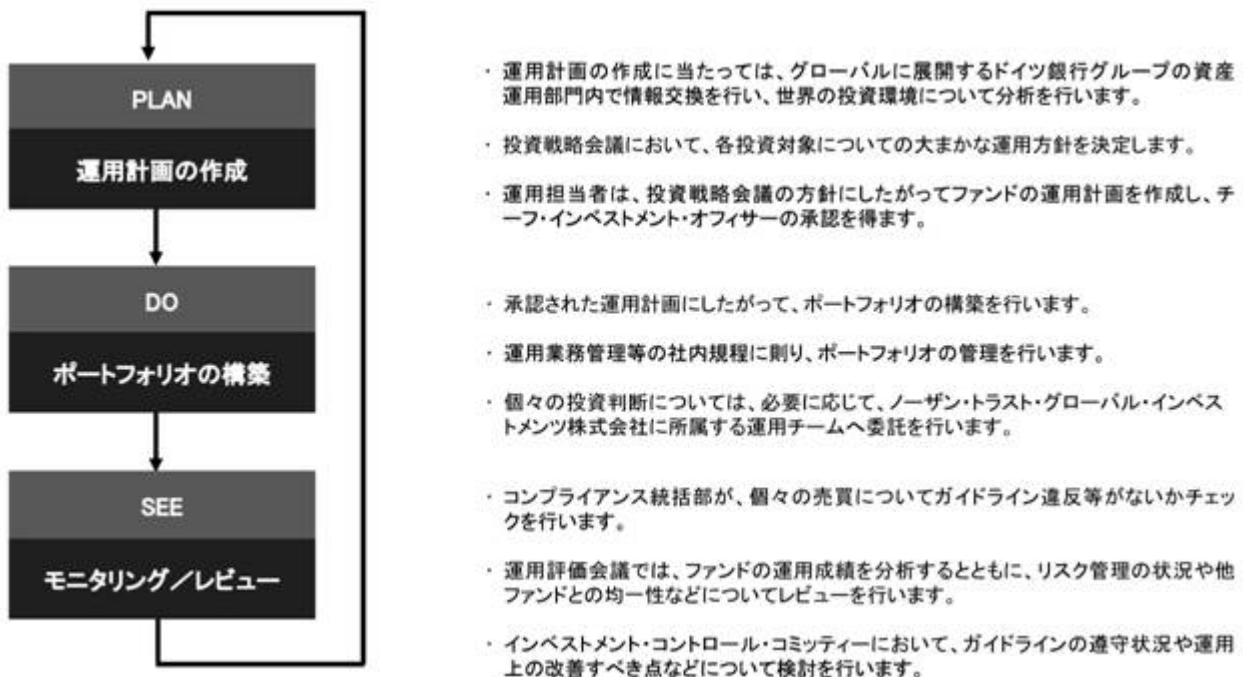 PLAN
運用計画の作成
・ 運用計画の作成に当たっては、グローバルに展開するドイツ銀行グループの資産
運用部門内で情報交換を行い、世界の投資環境について分析を行います。
・ 投資戦略会議において、各投資対象についての大まかな運用方針を決定します。
・ 運用担当者は、投資戦略会議の方針にしたがってファンドの運用計画を作成し、チ
ーフ・インベストメント・オフィサーの承認を得ます。
DO
ポートフォリオの構築
・ 承認された運用計画にしたがって、ポートフォリオの構築を行います。
・ 運用業務管理等の社内規程に則り、ポートフォリオの管理を行います。
・ 個々の投資判断については、必要に応じて、ノーザン・トラスト・グローバル・インベス
トメンツ株式会社に所属する運用チームへ委託を行います。
SEE
モニタリング／レビュー
・ コンプライアンス統括部が、個々の売買についてガイドライン違反等がないかチェッ
クを行います。
・ 運用評価会議では、ファンドの運用成績を分析するとともに、リスク管理の状況や他
ファンドとの均一性などについてレビューを行います。
・ インベストメント・コントロール・コミッティーにおいて、ガイドラインの遵守状況や運用
上の改善すべき点などについて検討を行います。